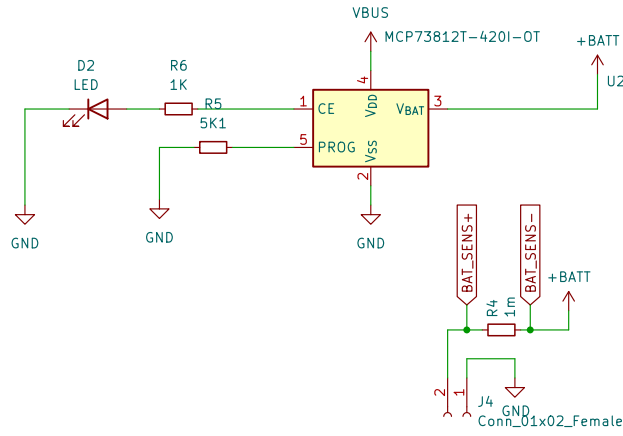 VBUS
MCP73812T-420I-OT
+BATT
D2
LED
R6
1K
R5
5K1
U2
4
1
CE
VDD
VBAT
3
5
PROG
VSS
2
GND
GND
GND
BAT_SENS+
BAT_SENS-
+BATT
R4
1m
2
1
J4
GND
Conn_01x02_Female